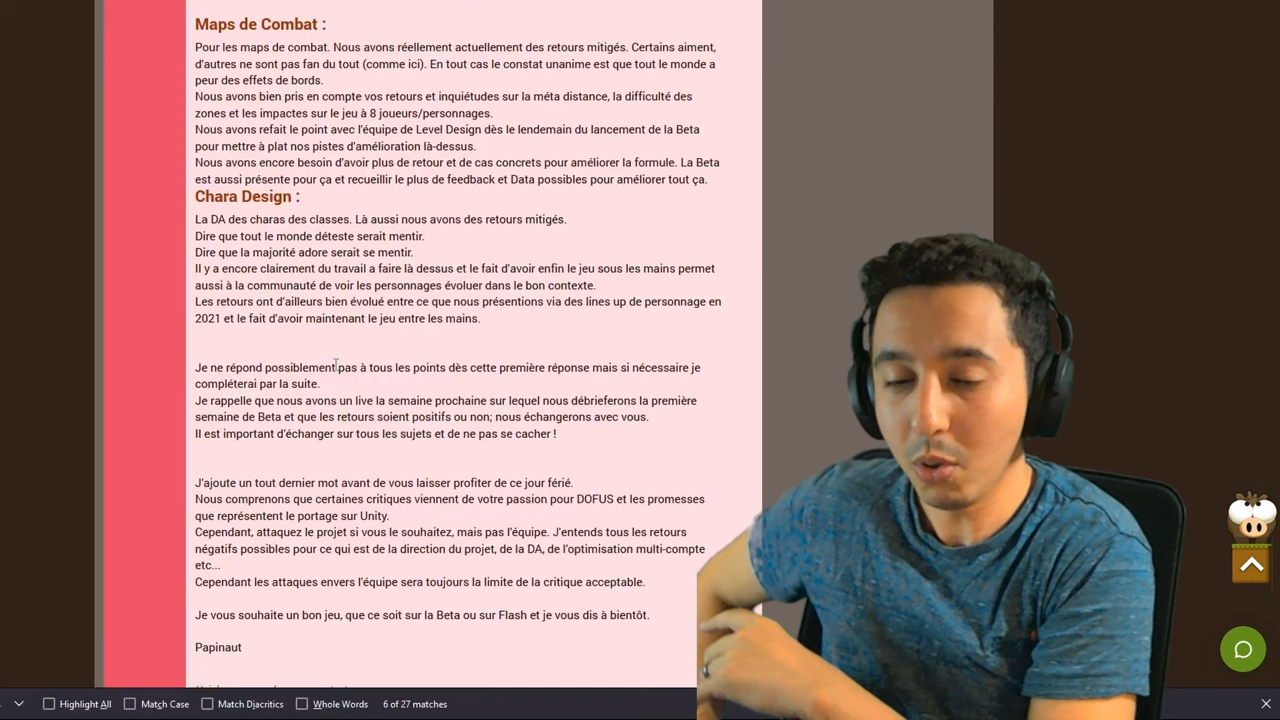 Maps de Combat :
Pour les maps de combat. Nous avons réellement actuellement des retours mitigés. Certains aiment,
d'autres ne sont pas fan du tout (comme ici). En tout cas le constat unanime est que tout le monde a
peur des effets de bords.
Nous avons bien pris en compte vos retours et inquiétudes sur la méta distance, la difficulté des
zones et les impactes sur le jeu à 8 joueurs/personnages.
Nous avons refait le point avec l'équipe de Level Design dès le lendemain du lancement de la Beta
pour mettre à plat nos pistes d'amélioration là-dessus.
Nous avons encore besoin d'avoir plus de retour et de cas concrets pour améliorer la formule. La Beta
est aussi présente pour ça et recueillir le plus de feedback et Data possibles pour améliorer tout ça.
Chara Design :
La DA des charas des classes. Là aussi nous avons des retours mitigés.
Dire que tout le monde déteste serait mentir.
Dire que la majorité adore serait se mentir.
Il y a encore clairement du travail a faire là dessus et le fait d'avoir enfin le jeu sous les mains permet
aussi à la communauté de voir les personnages évoluer dans le bon contexte.
Les retours ont d'ailleurs bien évolué entre ce que nous présentions via des lines up de personnage en
2021 et le fait d'avoir maintenant le jeu entre les mains.
Je ne répond possiblement pas à tous les points dès cette première réponse mais si nécessaire je
compléterai par la suite.
Je rappelle que nous avons un live la semaine prochaine sur lequel nous débrieferons la première
semaine de Beta et que les retours soient positifs ou non; nous échangerons avec vous.
Il est important d'échanger sur tous les sujets et de ne pas se cacher !
J'ajoute un tout dernier mot avant de vous laisser profiter de ce jour férié.
Nous comprenons que certaines critiques viennent de votre passion pour DOFUS et les promesses
que représentent le portage sur Unity.
Cependant, attaquez le projet si vous le souhaitez, mais pas l'équipe. J'entends tous les retours
négatifs possibles pour ce qui est de la direction du projet, de la DA, de l'optimisation multi-compte
etc...
Cependant les attaques envers l'équipe sera toujours la limite de la critique acceptable.
Je vous souhaite un bon jeu, que ce soit sur la Beta ou sur Flash et je vous dis à bientôt.
Papinaut
Highlight All Match Case Match Diacritics Whole Words 6 of 27 matches